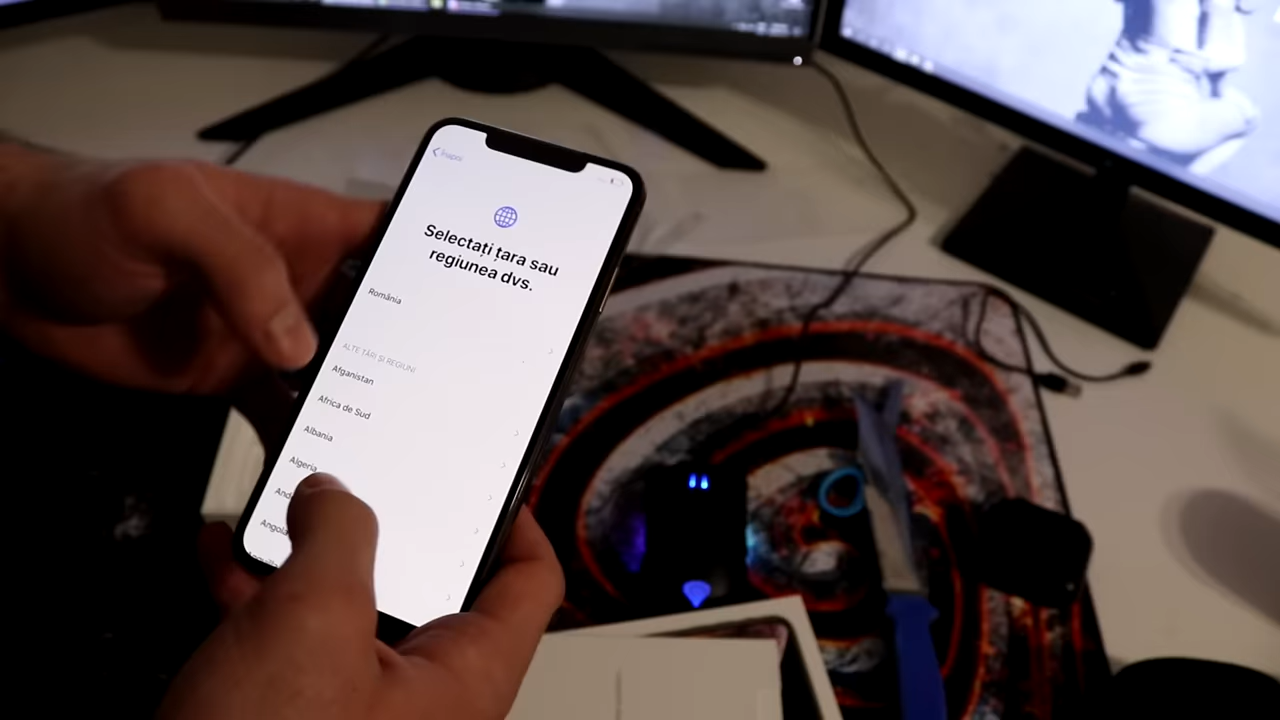 Înapoi
Selectați țara sau
regiunea dvs.
România
ALTE ȚĂRI ȘI REGIUNI
Afganistan
Africa de Sud
Albania
Algeria
Angola